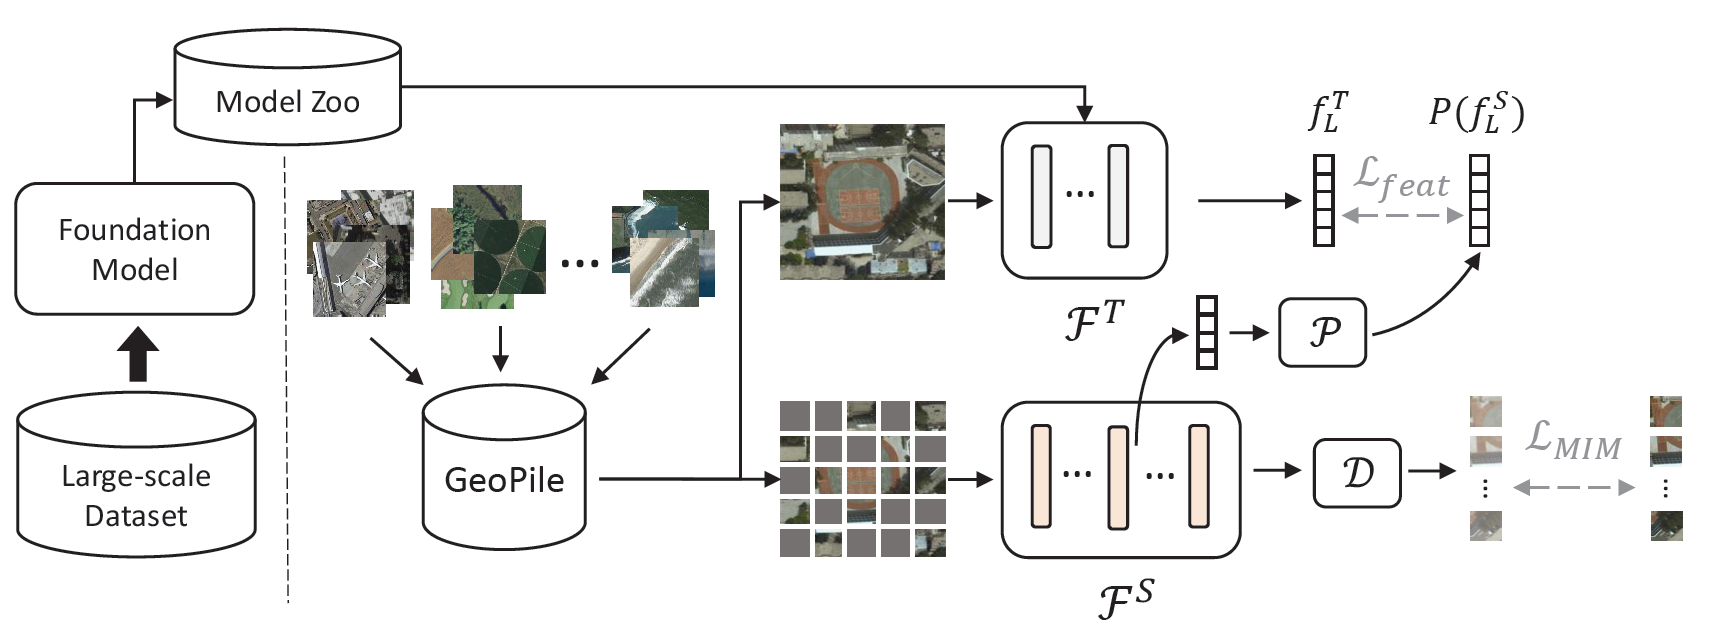 Model Zoo
Foundation
Model
Large-scale
Dataset
...
GeoPile
...
$\mathcal{F}^T$
$f_L^T$
$\mathcal{L}_{feat}$
$P(f_L^S)$
$\mathcal{P}$
...
...
$\mathcal{F}^S$
$\mathcal{D}$
$\mathcal{L}_{MIM}$